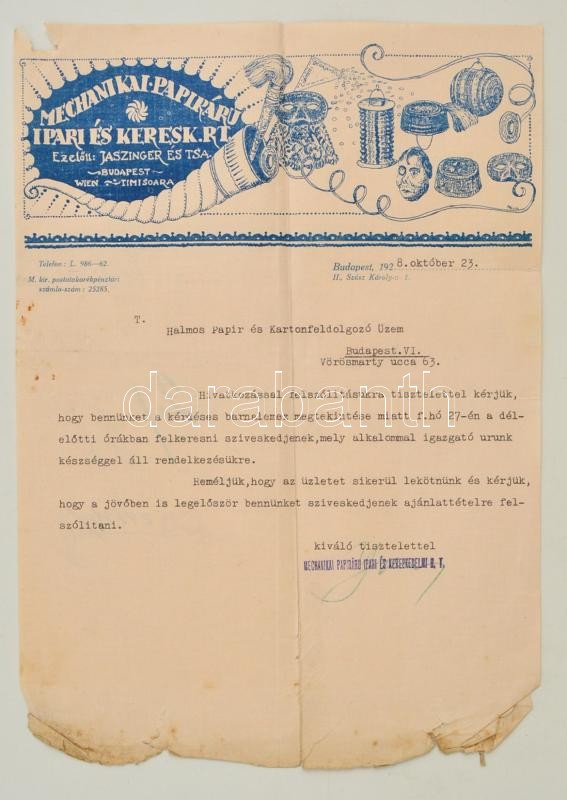 MECHANIKAI-PAPIRÁRU
IPARI ÉS KERESK. RT.
Ezelőtt: JASZINGER ÉS TSA.
BUDAPEST
WIEN TIMISOARA
Telefon: L. 986—62.
M. kir. postatakarékpénztári
számla-szám: 25285.
Budapest, 1928. október 23.
II., Szász Károly-u. 1.
T.
Halmos Papir és Kartonfeldolgozó Üzem
Budapest.VI.
Vörösmarty ucca 63.
Hivatkozással felszólitásukra tisztelettel kérjük,
hogy bennünket a kérdéses barnalemez megtekintése miatt f.hó 27-én a dél-
előtti órákban felkeresni sziveskedjenek,mely alkalommal igazgató urunk
készséggel áll rendelkezésükre.
Reméljük,hogy az üzletet sikerül lekötnünk és kérjük,
hogy a jövőben is legelőször bennünket sziveskedjenek ajánlattételre fel-
szólitani.
kiváló tisztelettel
MECHANIKAI PAPIRÁRU IPARI ÉS KERESKEDELMI R. T.
darabanth